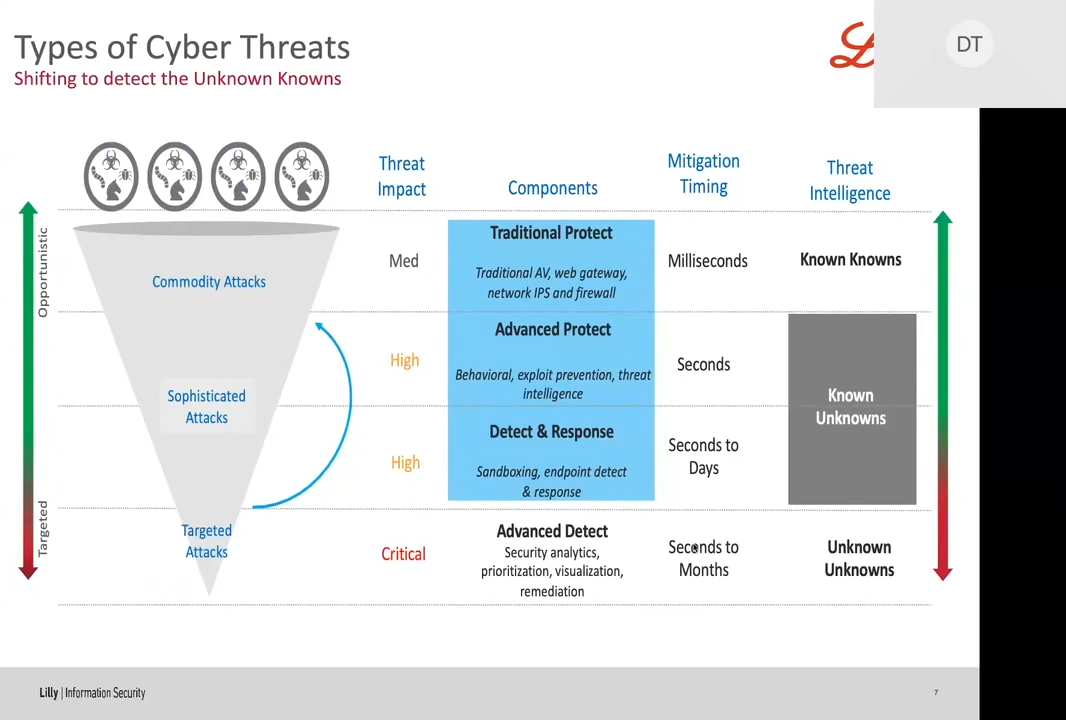 Types of Cyber Threats
Shifting to detect the Unknown Knowns
DT
Threat
Impact
Components
Mitigation
Timing
Threat
Intelligence
Opportunistic
Targeted
Commodity Attacks
Med
Traditional Protect
Traditional AV, web gateway,
network IPS and firewall
Milliseconds
Known Knowns
Sophisticated
Attacks
High
Advanced Protect
Behavioral, exploit prevention, threat
intelligence
Seconds
Known
Unknowns
High
Detect & Response
Sandboxing, endpoint detect
& response
Seconds to
Days
Targeted
Attacks
Critical
Advanced Detect
Security analytics,
prioritization, visualization,
remediation
Seconds to
Months
Unknown
Unknowns
Lilly | Information Security
7